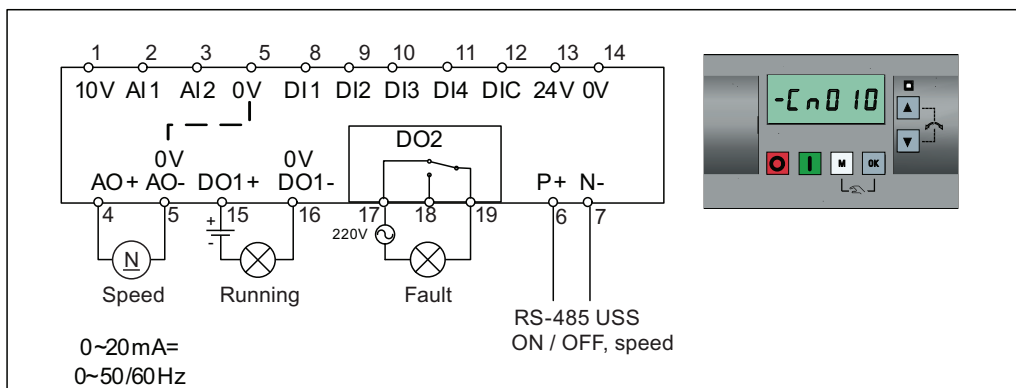 1 2 3 5 8 9 10 11 12 13 14
10V AI1 AI2 0V DI1 DI2 DI3 DI4 DIC 24V 0V
-Cn010
DO2
0V 0V
AO+ AO- DO1+ DO1- P+ N-
4 5 15 16 17 18 19 6 7
+
-
220V
N
M OK
Speed Running Fault
RS-485 USS
ON / OFF, speed
0~20mA=
0~50/60Hz